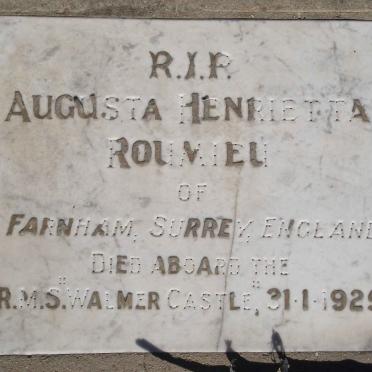 R.I.P.
AUGUSTA HENRIETTA
ROUMIEU
OF
FARNHAM, SURREY, ENGLAND
DIED ABOARD THE
R.M.S. "WALMER CASTLE," 31·1·1929